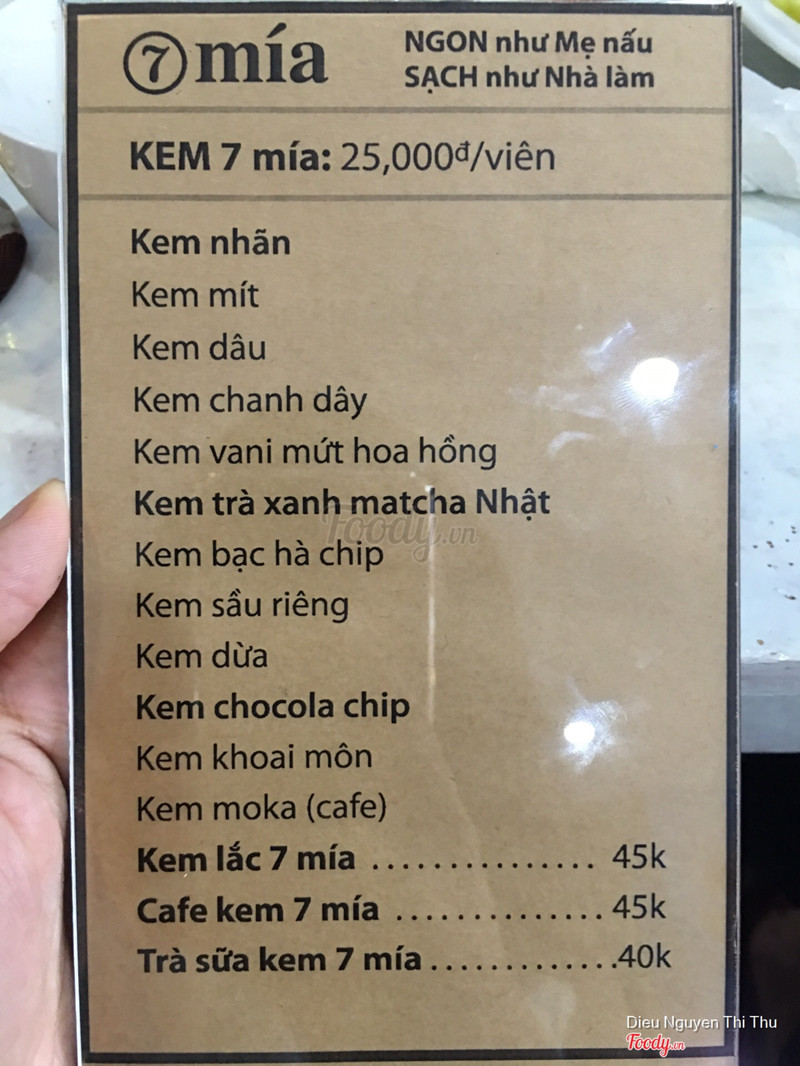 7 mía
NGON như Mẹ nấu
SẠCH như Nhà làm
KEM 7 mía: 25,000đ/viên
Kem nhãn
Kem mít
Kem dâu
Kem chanh dây
Kem vani mứt hoa hồng
Kem trà xanh matcha Nhật
Foody.vn
Kem bạc hà chip
Kem sầu riêng
Kem dừa
Kem chocola chip
Kem khoai môn
Kem moka (cafe)
Kem lắc 7 mía ............... 45k
Cafe kem 7 mía .............. 45k
Trà sữa kem 7 mía .............40k
Dieu Nguyen Thi Thu
Foody.vn